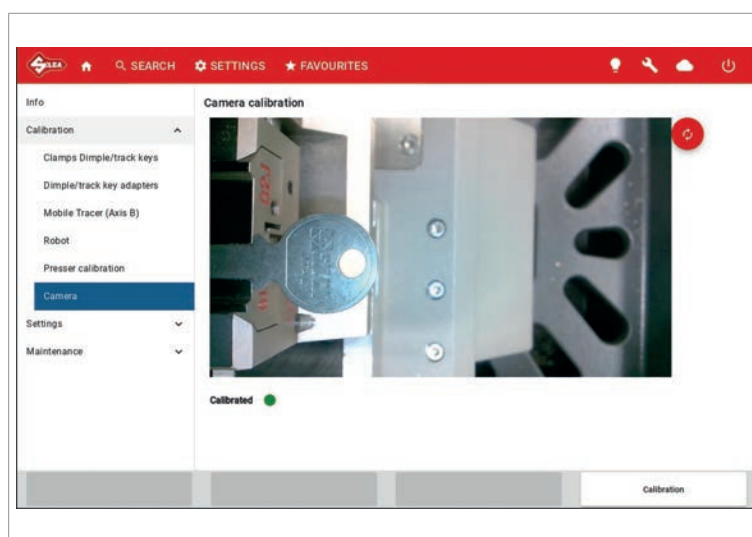 SILCA
SEARCH
SETTINGS
FAVOURITES
Info
Camera calibration
Calibration
Clamps Dimple/track keys
Dimple/track key adapters
Mobile Tracer (Axis B)
Robot
Presser calibration
Camera
Settings
Maintenance
Calibrated
Calibration